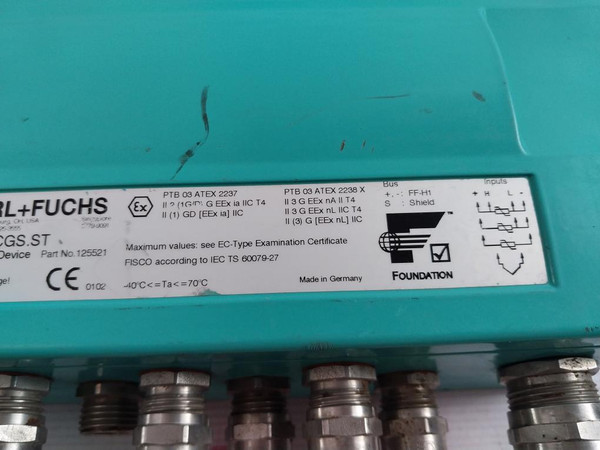 RL+FUCHS
CGS.ST
Device Part No.125521
ge!
CE 0102
Ex
PTB 03 ATEX 2237
II (1) GD [EEx ia] IIC
PTB 03 ATEX 2238 X
II 3 G EEx nA II T4
II 3 G EEx nL IIC T4
II (3) G [EEx nL] IIC
Maximum values: see EC-Type Examination Certificate
FISCO according to IEC TS 60079-27
-40°C<=Ta<=70°C
Made in Germany
Bus
+, -: FF-H1
S : Shield
F
FOUNDATION
Inputs
+ H L -